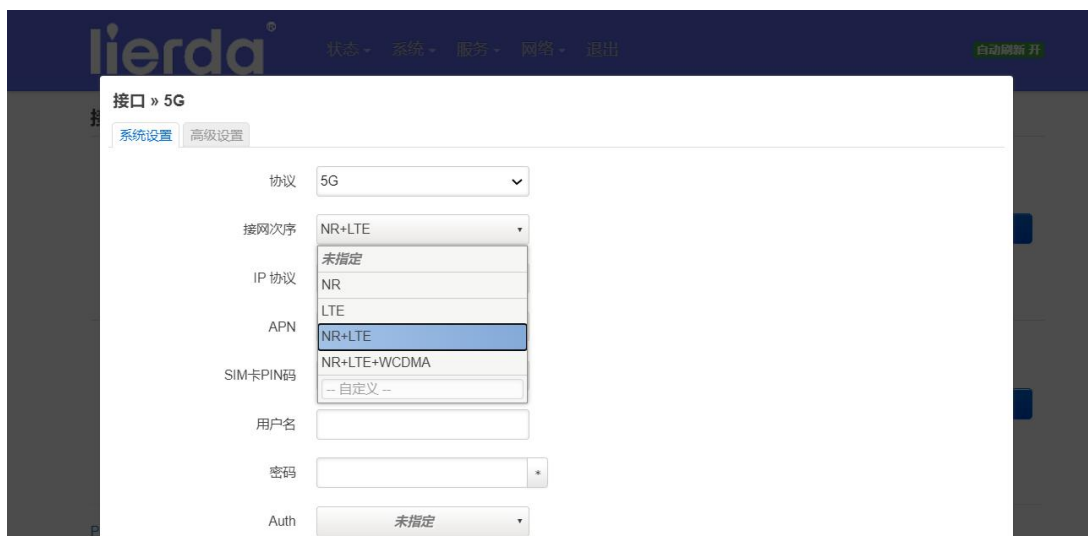 lierda®
状态 系统 服务 网络 退出
自动刷新 开
接口 » 5G
系统设置 高级设置
协议 5G
接网次序 NR+LTE
未指定
IP 协议
NR
LTE
APN
NR+LTE
NR+LTE+WCDMA
SIM卡PIN码
-- 自定义 --
用户名
密码 *
Auth 未指定
P